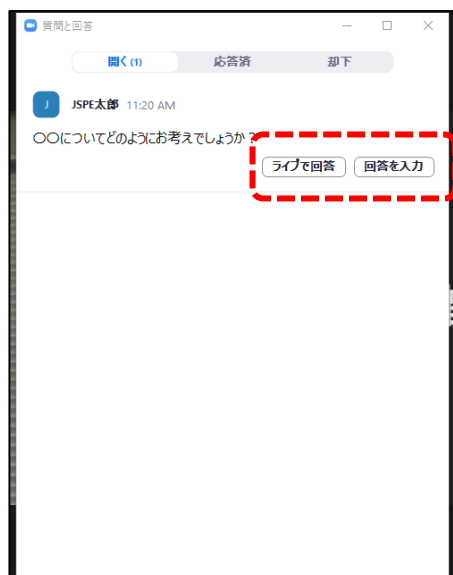 質問と回答
開く(1) 応答済 却下
J JSPE太郎 11:20 AM
〇〇についてどのようにお考えでしょうか？
ライブで回答 回答を入力